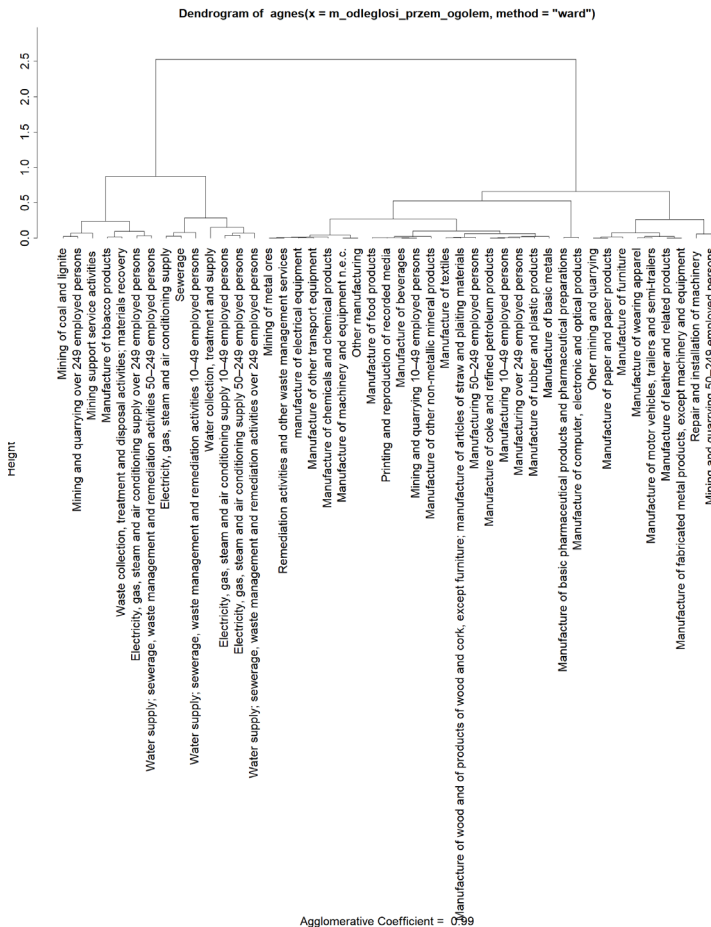 Dendrogram of agnes(x = m_odleglosi_przem_ogolem, method = "ward")
2.5
2.0
1.5
1.0
0.5
0.0
Height
Mining of coal and lignite
Mining and quarrying over 249 employed persons
Mining support service activities
Manufacture of tobacco products
Waste collection, treatment and disposal activities; materials recovery
Electricity, gas, steam and air conditioning supply over 249 employed persons
Water supply; sewerage, waste management and remediation activities 50–249 employed persons
Electricity, gas, steam and air conditioning supply
Sewerage
Water supply; sewerage, waste management and remediation activities 10–49 employed persons
Water collection, treatment and supply
Electricity, gas, steam and air conditioning supply 10–49 employed persons
Electricity, gas, steam and air conditioning supply 50–249 employed persons
Water supply; sewerage, waste management and remediation activities over 249 employed persons
Mining of metal ores
Remediation activities and other waste management services
manufacture of electrical equipment
Manufacture of other transport equipment
Manufacture of chemicals and chemical products
Manufacture of machinery and equipment n.e.c.
Other manufacturing
Manufacture of food products
Printing and reproduction of recorded media
Manufacture of beverages
Mining and quarrying 10–49 employed persons
Manufacture of other non–metallic mineral products
Manufacture of textiles
Manufacture of wood and of products of wood and cork, except furniture; manufacture of articles of straw and plaiting materials
Manufacturing 50–249 employed persons
Manufacture of coke and refined petroleum products
Manufacturing 10–49 employed persons
Manufacturing over 249 employed persons
Manufacture of rubber and plastic products
Manufacture of basic metals
Manufacture of basic pharmaceutical products and pharmaceutical preparations
Manufacture of computer, electronic and optical products
Other mining and quarrying
Manufacture of paper and paper products
Manufacture of furniture
Manufacture of wearing apparel
Manufacture of motor vehicles, trailers and semi–trailers
Manufacture of leather and related products
Manufacture of fabricated metal products, except machinery and equipment
Repair and installation of machinery
Mining and quarrying 50–249 employed persons
Agglomerative Coefficient = 0.99